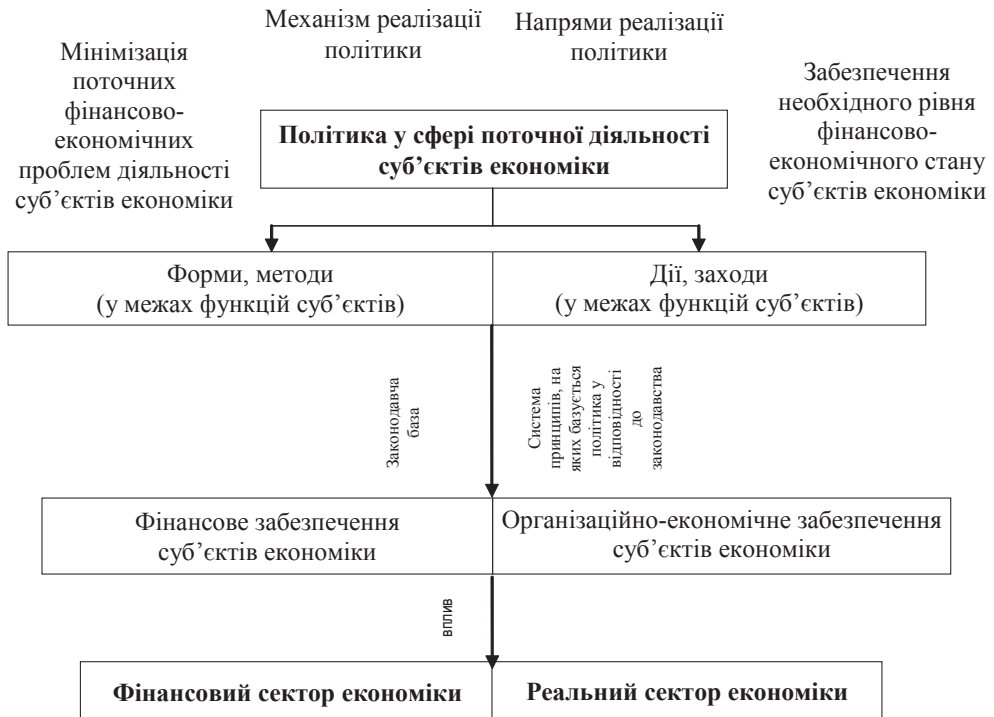 Механізм реалізації
політики
Напрями реалізації
політики
Мінімізація
поточних
фінансово-
економічних
проблем діяльності
суб’єктів економіки
Забезпечення
необхідного рівня
фінансово-
економічного стану
суб’єктів економіки
Політика у сфері поточної діяльності
суб’єктів економіки
Форми, методи
(у межах функцій суб’єктів)
Дії, заходи
(у межах функцій суб’єктів)
Законодавча
база
Система
принципів, на
яких базується
політика у
відповідності
до
законодавства
Фінансове забезпечення
суб’єктів економіки
Організаційно-економічне забезпечення
суб’єктів економіки
вплив
Фінансовий сектор економіки
Реальний сектор економіки